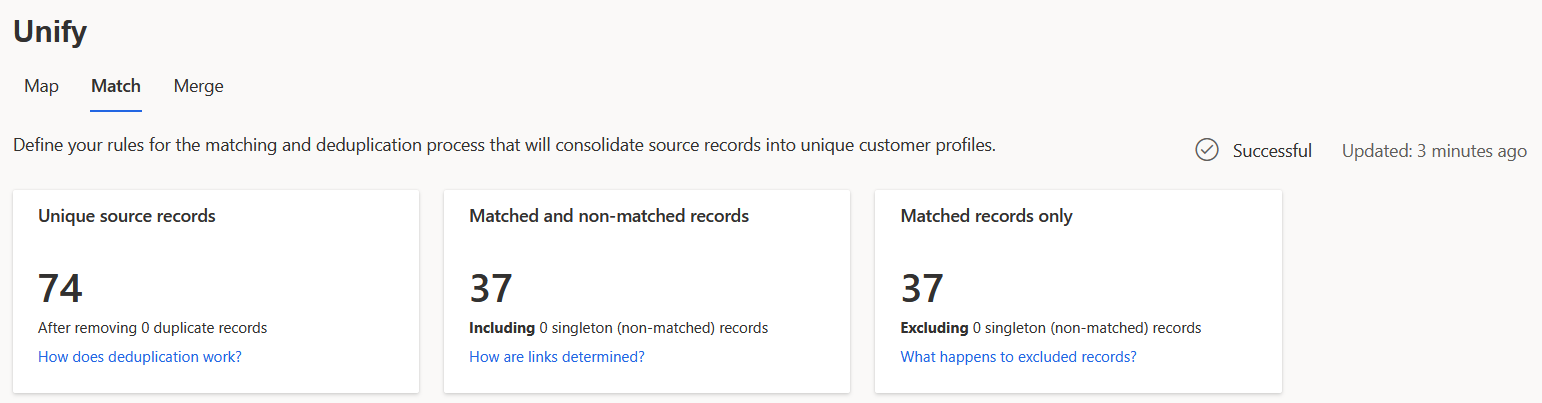 Unify
Map Match Merge
Define your rules for the matching and deduplication process that will consolidate source records into unique customer profiles.
Successful Updated: 3 minutes ago
Unique source records
74
After removing 0 duplicate records
How does deduplication work?
Matched and non-matched records
37
Including 0 singleton (non-matched) records
How are links determined?
Matched records only
37
Excluding 0 singleton (non-matched) records
What happens to excluded records?